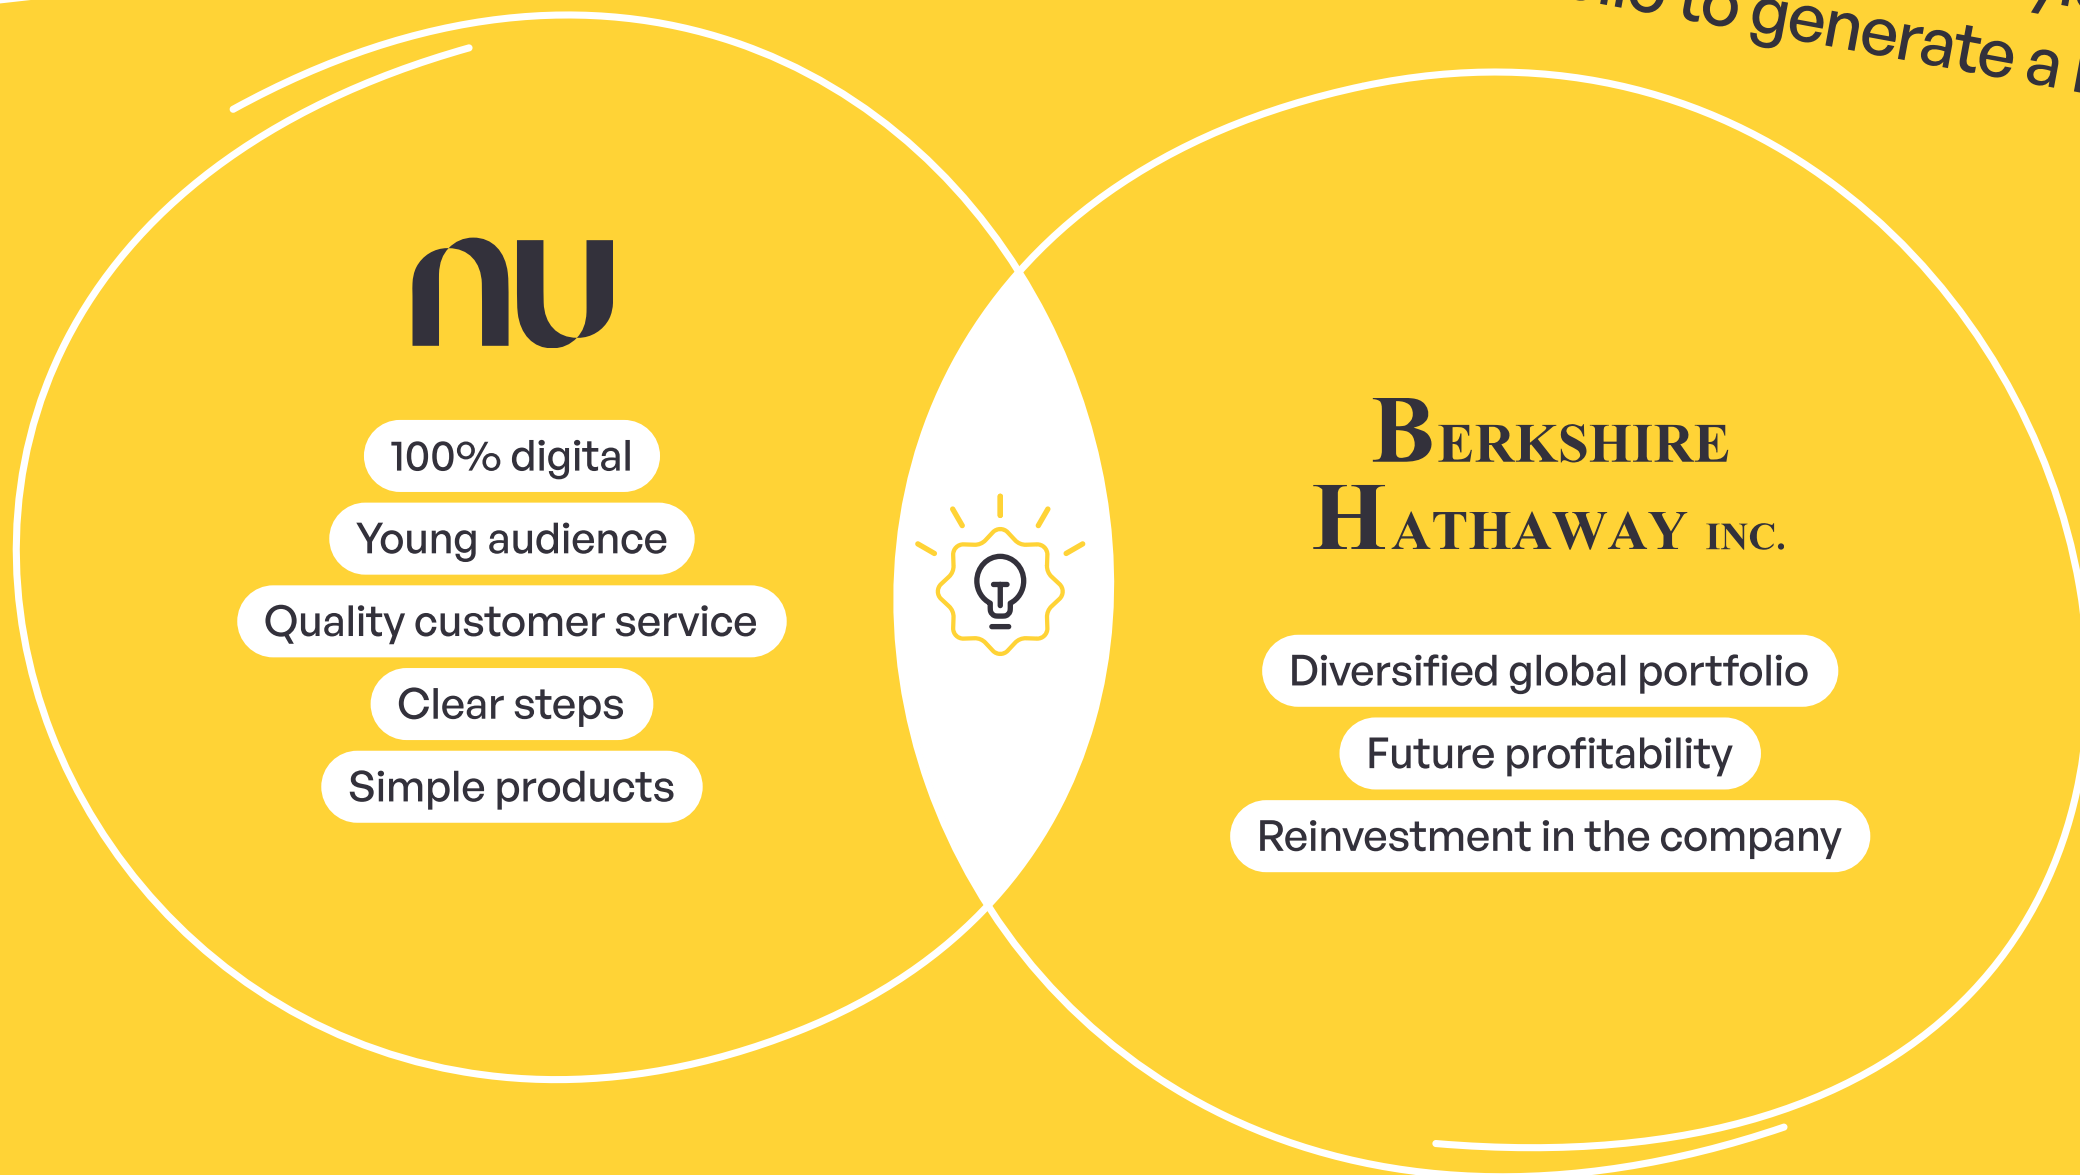 to generate a
nu
100% digital
Young audience
Quality customer service
Clear steps
Simple products
BERKSHIRE
HATHAWAY INC.
Diversified global portfolio
Future profitability
Reinvestment in the company